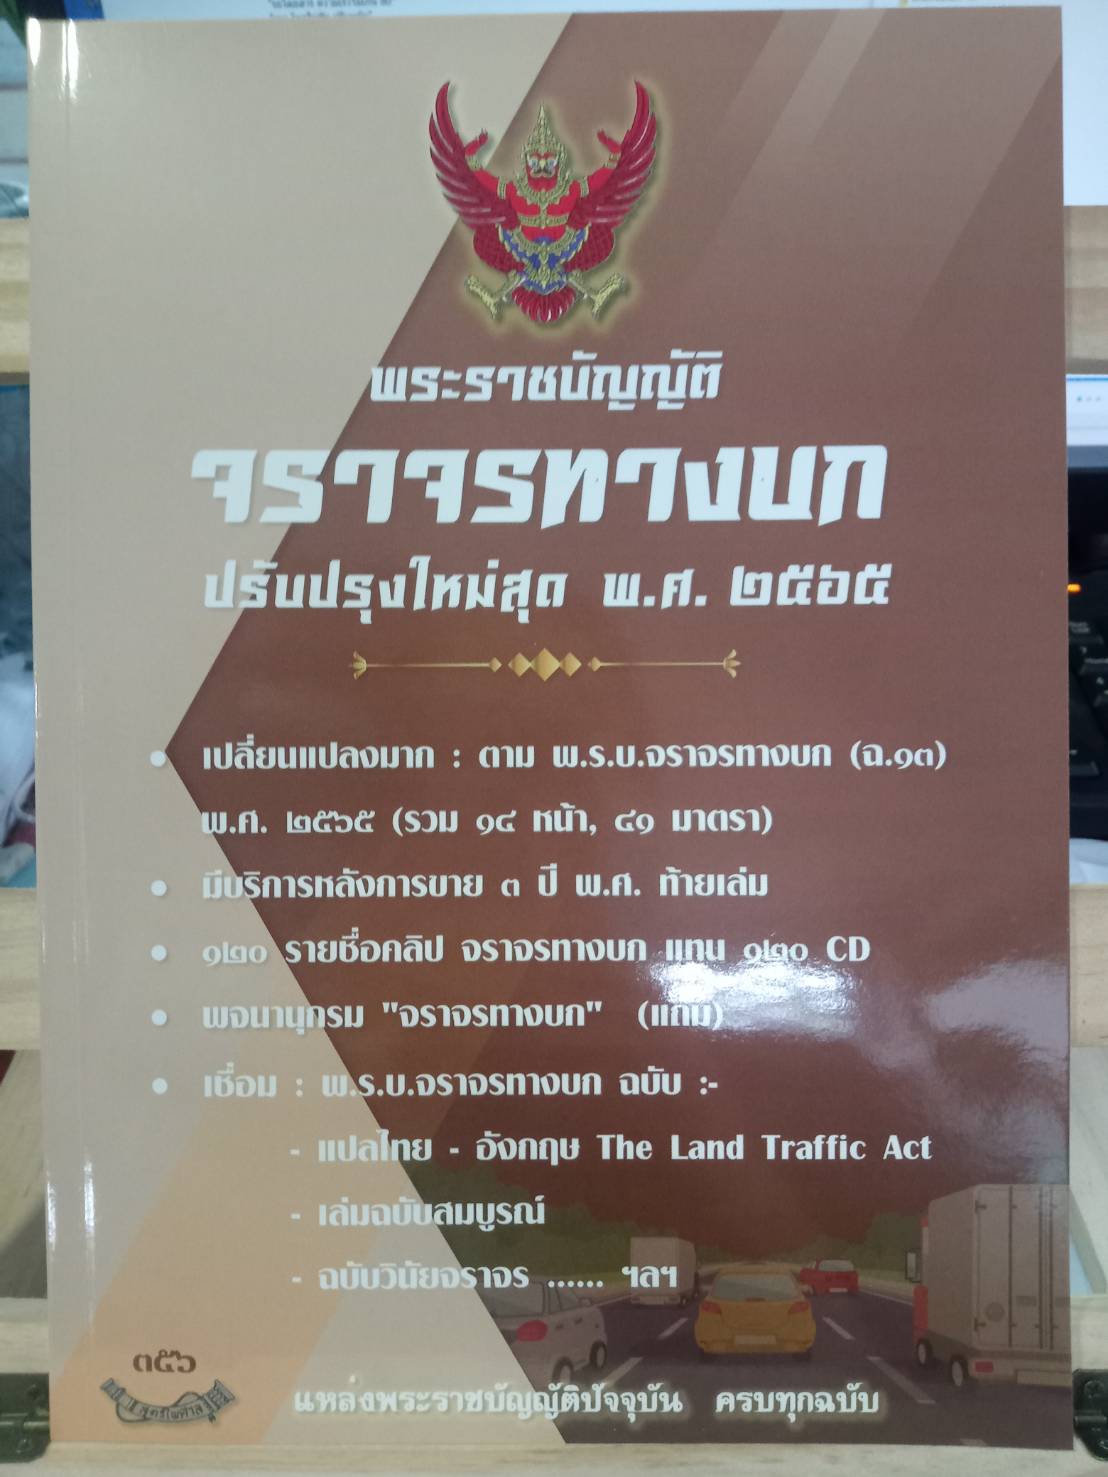 พระราชบัญญัติ
จราจรทางบก
ปรับปรุงใหม่สุด พ.ศ. ๒๕๖๕
• เปลี่ยนแปลงมาก : ตาม พ.ร.บ.จราจรทางบก (ฉ.๑๓)
พ.ศ. ๒๕๖๕ (รวม ๑๔ หน้า, ๔๑ มาตรา)
• มีบริการหลังการขาย ๓ ปี พ.ศ. ท้ายเล่ม
• ๑๒๐ รายชื่อคลิป จราจรทางบก แทน ๑๒๐ CD
• พจนานุกรม "จราจรทางบก" (แถม)
• เชื่อม : พ.ร.บ.จราจรทางบก ฉบับ :-
- แปลไทย - อังกฤษ The Land Traffic Act
- เล่มฉบับสมบูรณ์
- ฉบับวินัยจราจร ...... ฯลฯ
๓๕๖
สูตรไพศาล
แหล่งพระราชบัญญัติปัจจุบัน ครบทุกฉบับ